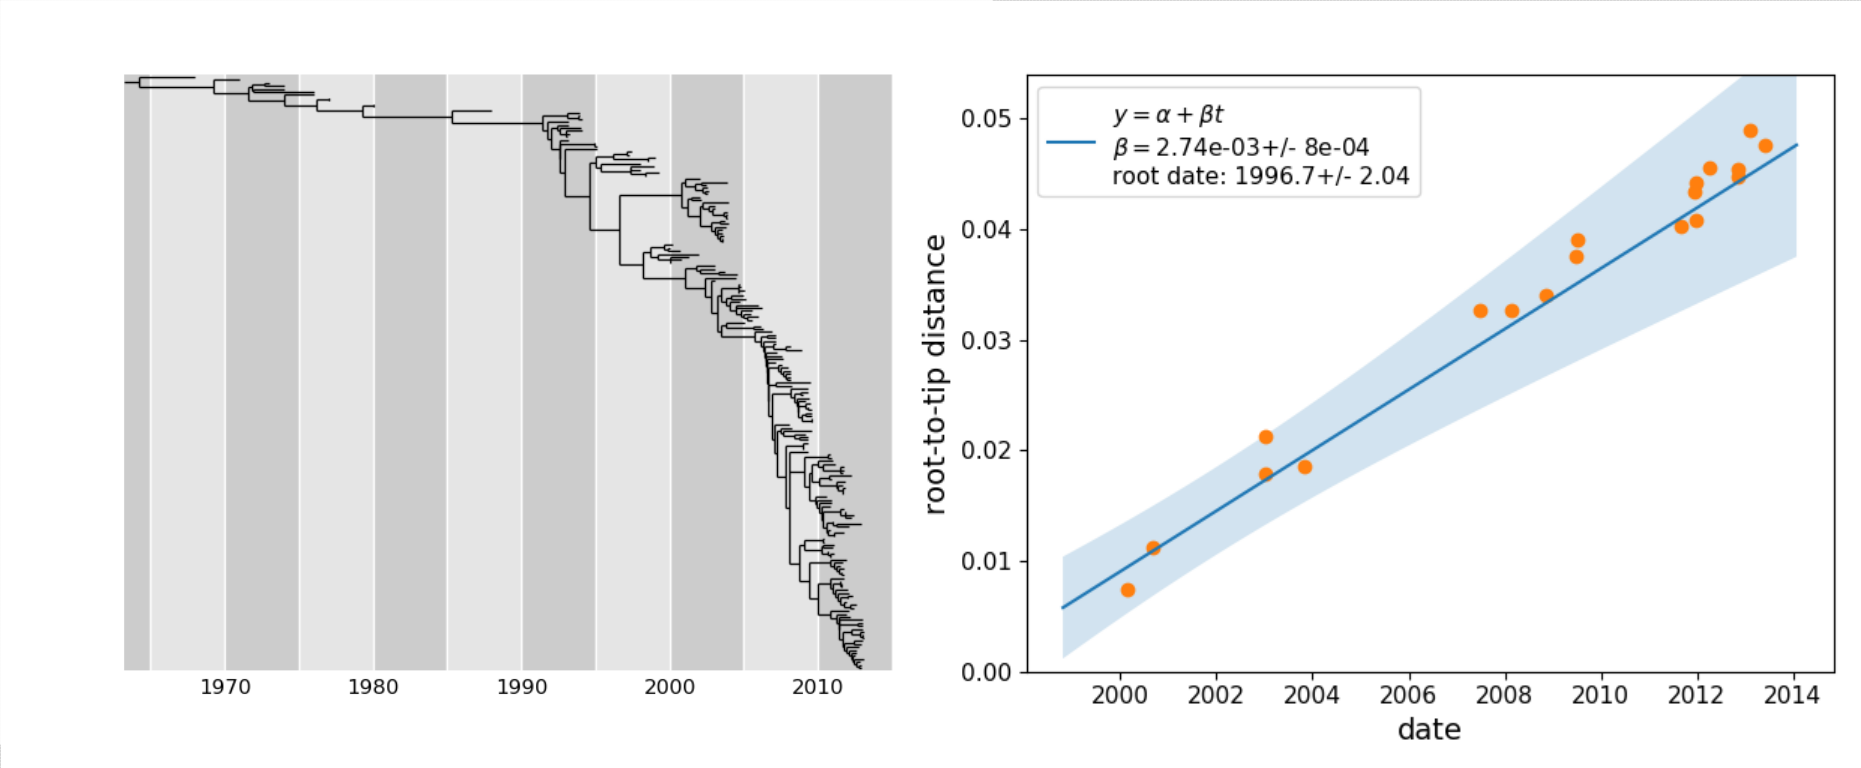 1970 1980 1990 2000 2010
y = α + βt
β = 2.74e-03+/- 8e-04
root date: 1996.7+/- 2.04
root-to-tip distance
0.05
0.04
0.03
0.02
0.01
0.00
2000 2002 2004 2006 2008 2010 2012 2014
date